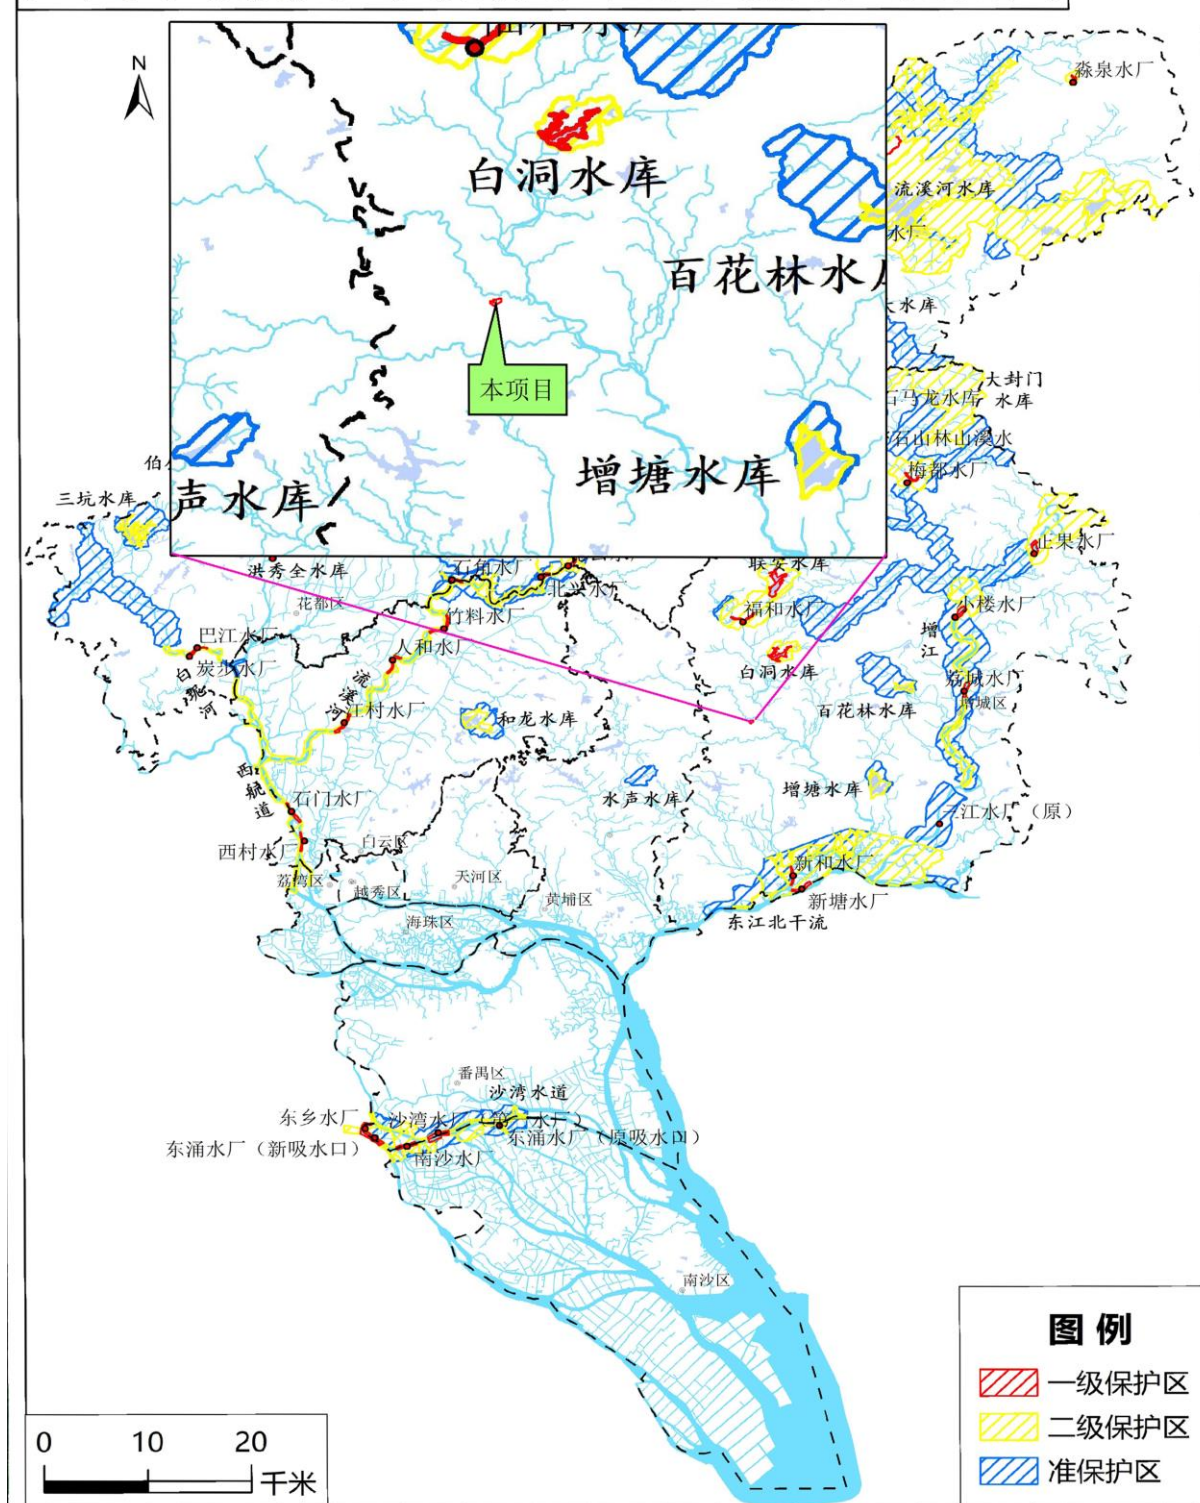 N
白洞水库
百花林水
本项目
增塘水库
声水库
淼泉水厂
流溪河水库
水厂
水库
大封门
水库
石马龙水库
石山林山溪水
梅都水厂
正果水厂
三坑水库
洪秀全水库
花都区
石角水厂
北兴水厂
联安水库
福和水厂
小楼水厂
竹料水厂
增江
巴江水厂
人和水厂
炭步水厂
白坭河
流溪河
白洞水库
荔城水厂
增城区
江村水厂
和龙水库
百花林水库
西航道
水声水库
增塘水库
石门水厂
三江水厂（原）
西村水厂
白云区
新和水厂
荔湾区
越秀区
天河区
新塘水厂
黄埔区
海珠区
东江北干流
番禺区
沙湾水道
东乡水厂
沙湾水厂
水厂）
东涌水厂（原吸水口）
东涌水厂（新吸水口）
南沙水厂
南沙区
图 例
一级保护区
二级保护区
准保护区
0 10 20
千米